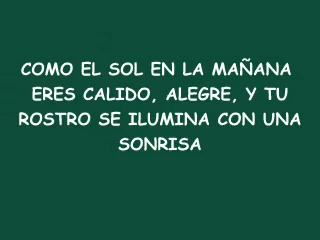 COMO EL SOL EN LA MAÑANA
ERES CALIDO, ALEGRE, Y TU
ROSTRO SE ILUMINA CON UNA
SONRISA